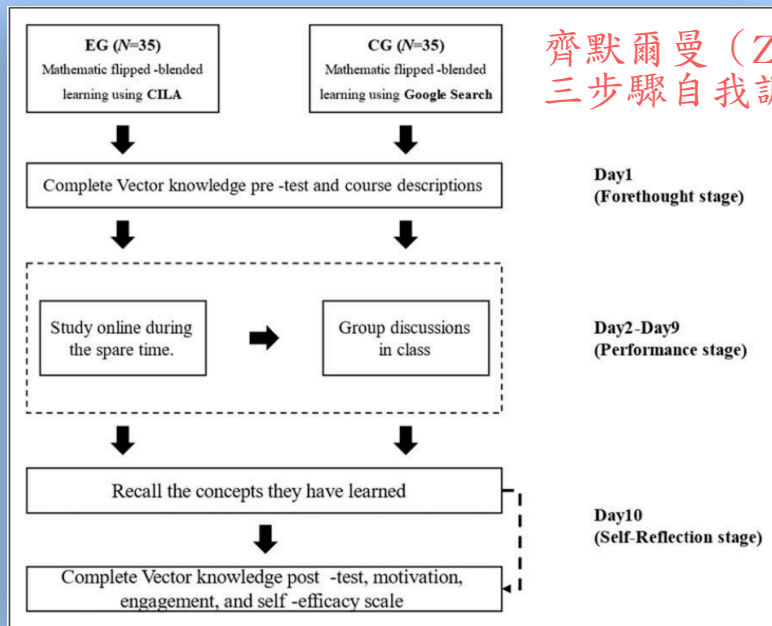 EG (N=35)
Mathematic flipped -blended
learning using CILA
CG (N=35)
Mathematic flipped -blended
learning using Google Search
齊默爾曼（Z
三步驟自我
Complete Vector knowledge pre -test and course descriptions
Day1
(Forethought stage)
Study online during
the spare time.
Group discussions
in class
Day2-Day9
(Performance stage)
Recall the concepts they have learned
Day10
(Self-Reflection stage)
Complete Vector knowledge post -test, motivation,
engagement, and self -efficacy scale